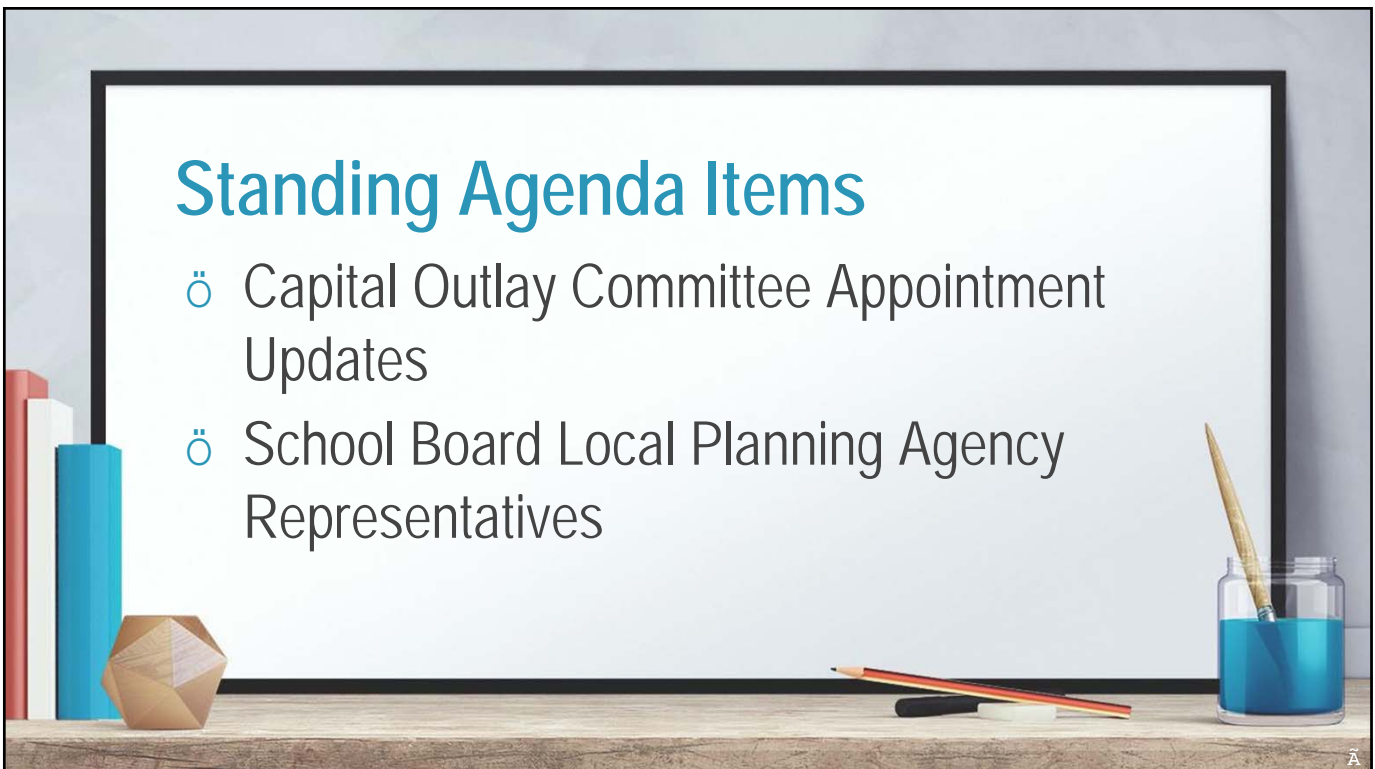 Standing Agenda Items
ö Capital Outlay Committee Appointment
Updates
ö School Board Local Planning Agency
Representatives
Ã